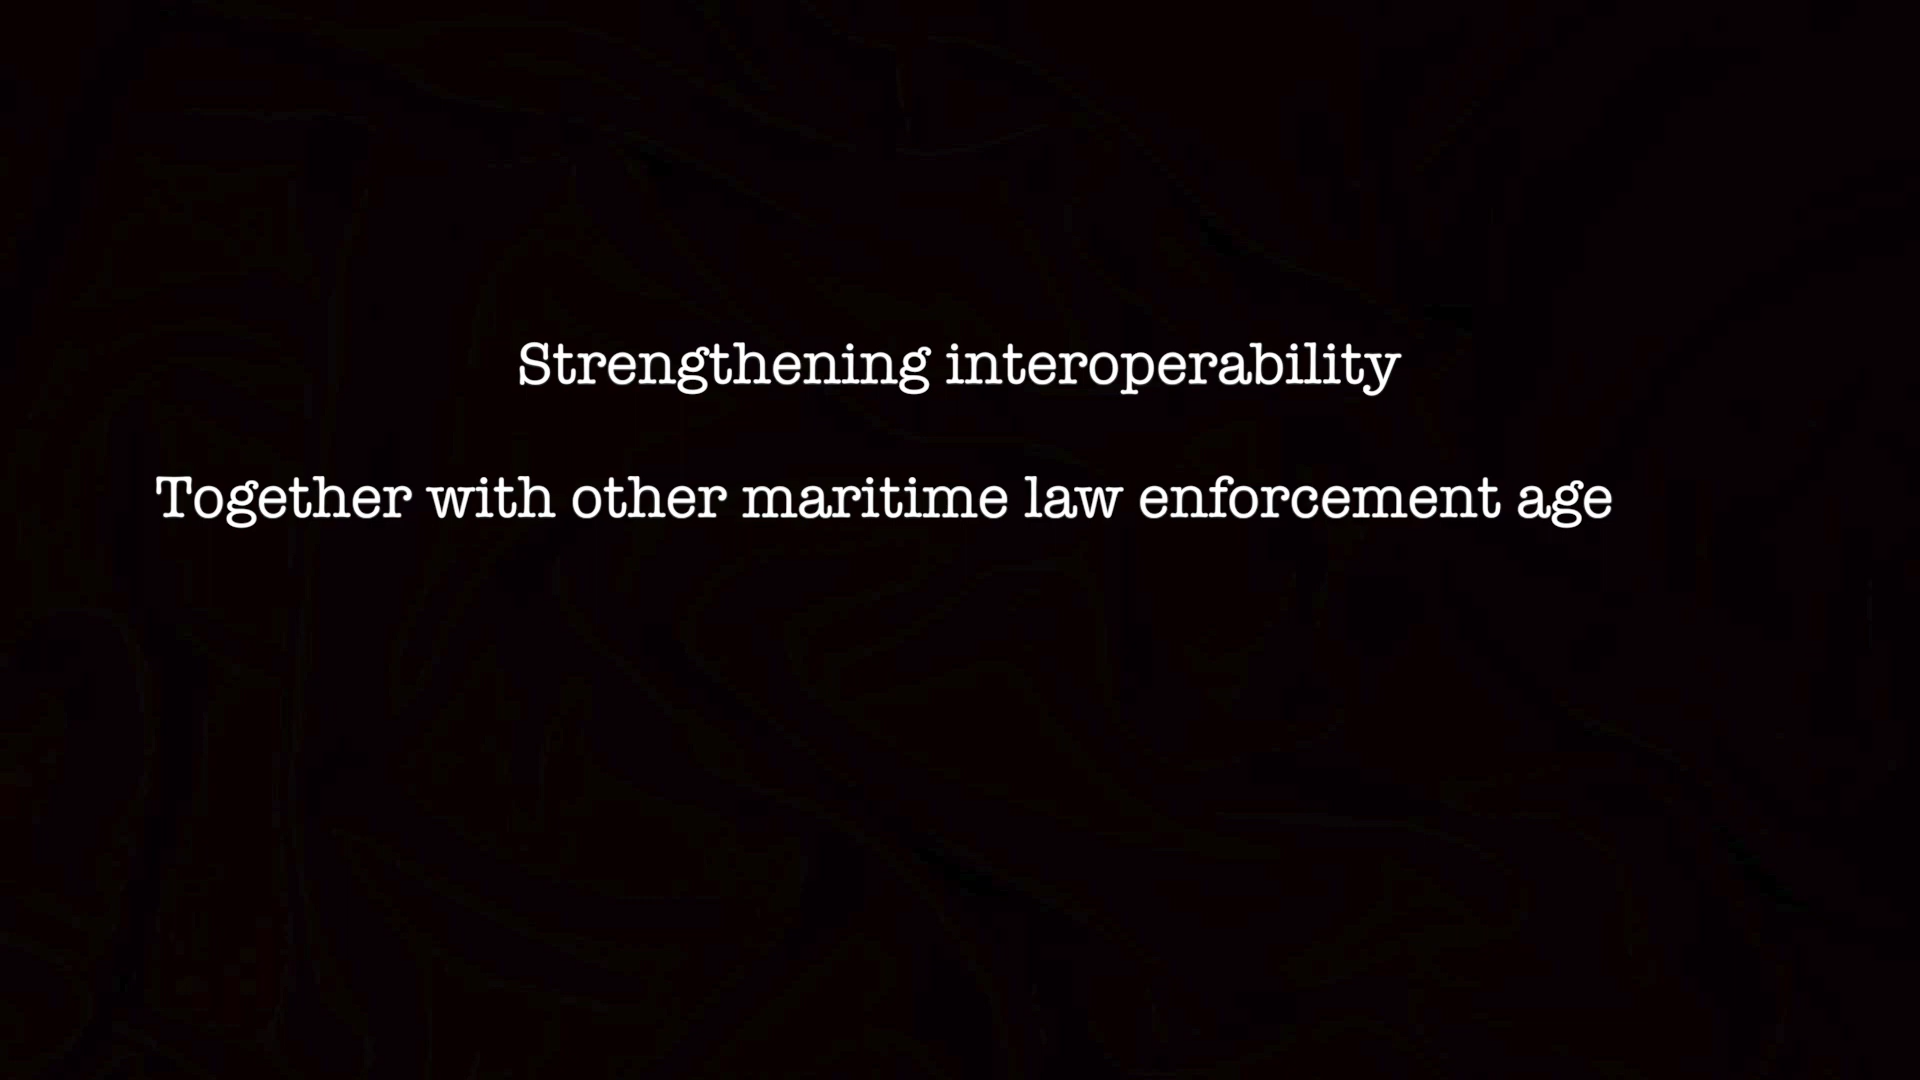 Strengthening interoperability
Together with other maritime law enforcement age